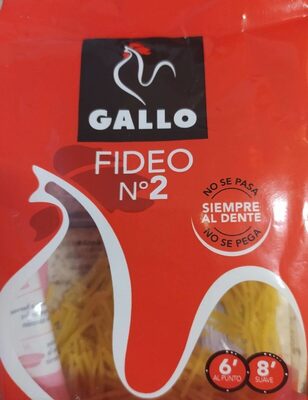 GALLO
FIDEO
Nº2
NO SE PASA
SIEMPRE
AL DENTE
NO SE PEGA
6' 8'
AL PUNTO SUAVE